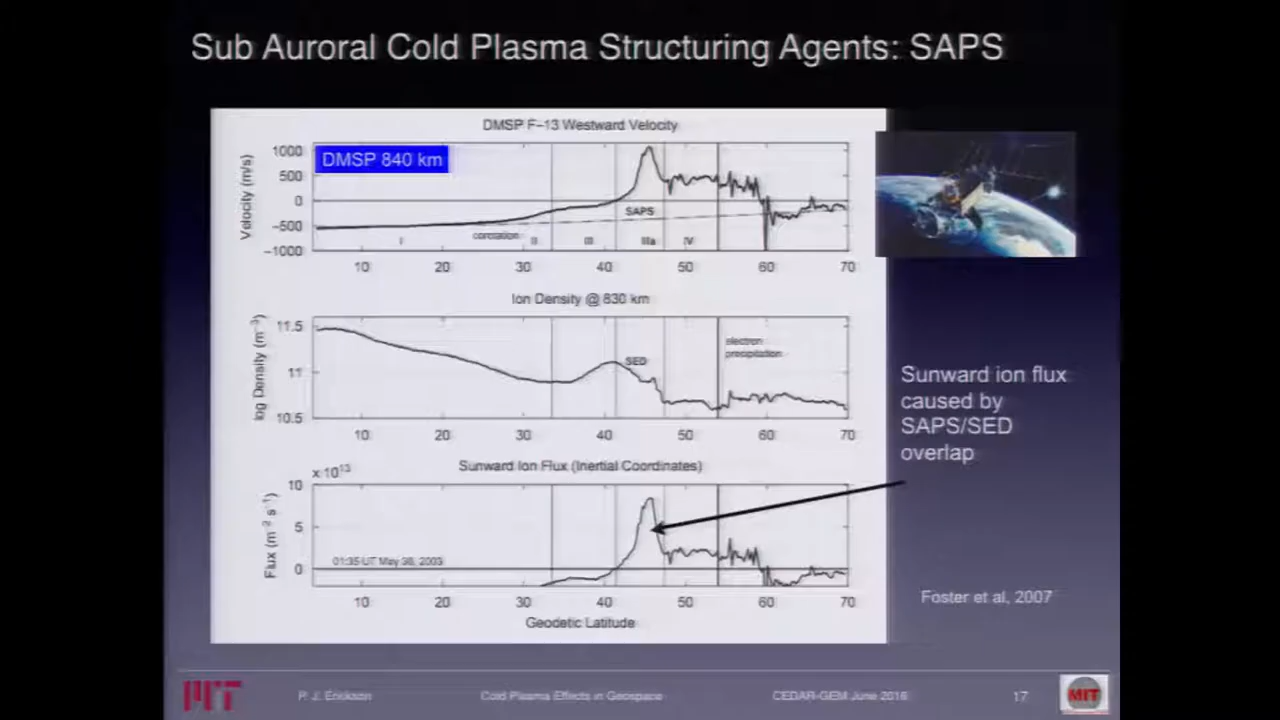 Sub Auroral Cold Plasma Structuring Agents: SAPS
DMSP F-13 Westward Velocity
DMSP 840 km
Velocity (m/s)
1000
500
0
-500
-1000
SAPS
corotation
I
II
III
IIIa
IV
10 20 30 40 50 60 70
Ion Density @ 830 km
log Density (m⁻³)
11.5
11
10.5
SED
electron
precipitation
10 20 30 40 50 60 70
Sunward Ion Flux (Inertial Coordinates)
x 10¹³
Flux (m⁻² s⁻¹)
10
5
0
01:35 UT May 30, 2003
10 20 30 40 50 60 70
Geodetic Latitude
Sunward ion flux
caused by
SAPS/SED
overlap
Foster et al, 2007
MIT
P. J. Erickson
Cold Plasma Effects in Geospace
CEDAR-GEM June 2016
17
MIT